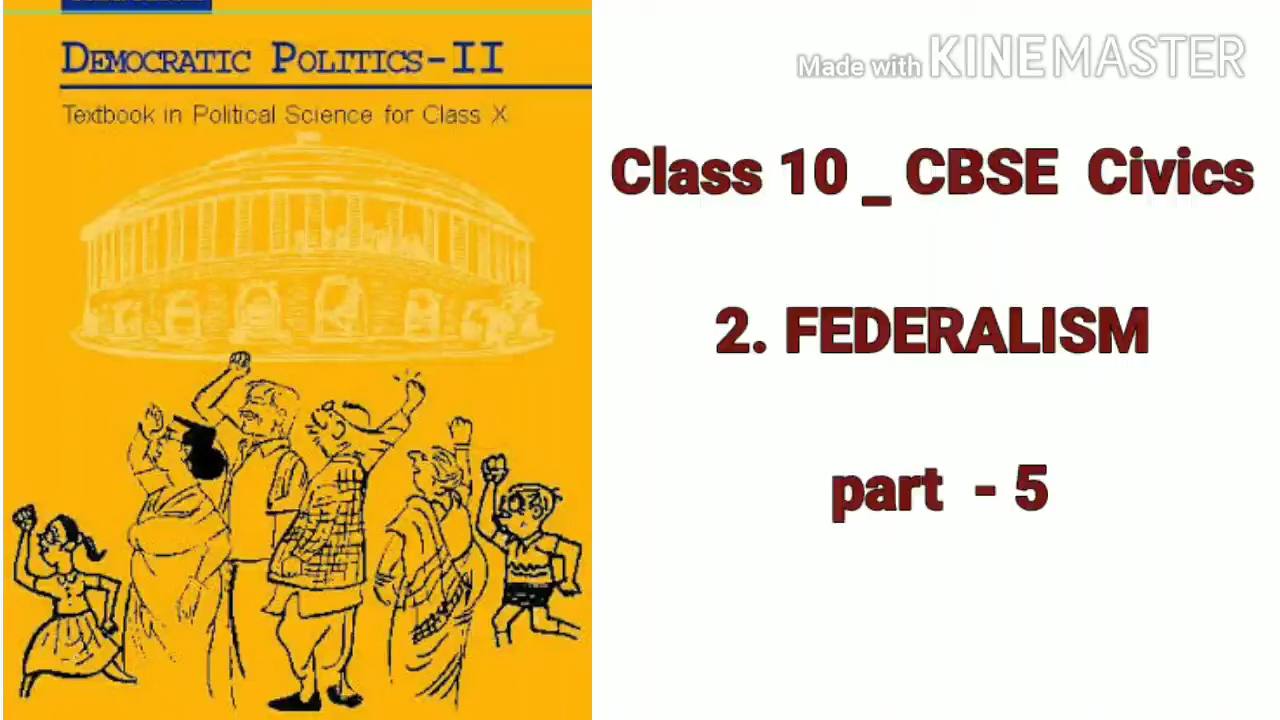 DEMOCRATIC POLITICS-II
Textbook in Political Science for Class X
Made with KINEMASTER
Class 10 _ CBSE Civics
2. FEDERALISM
part - 5